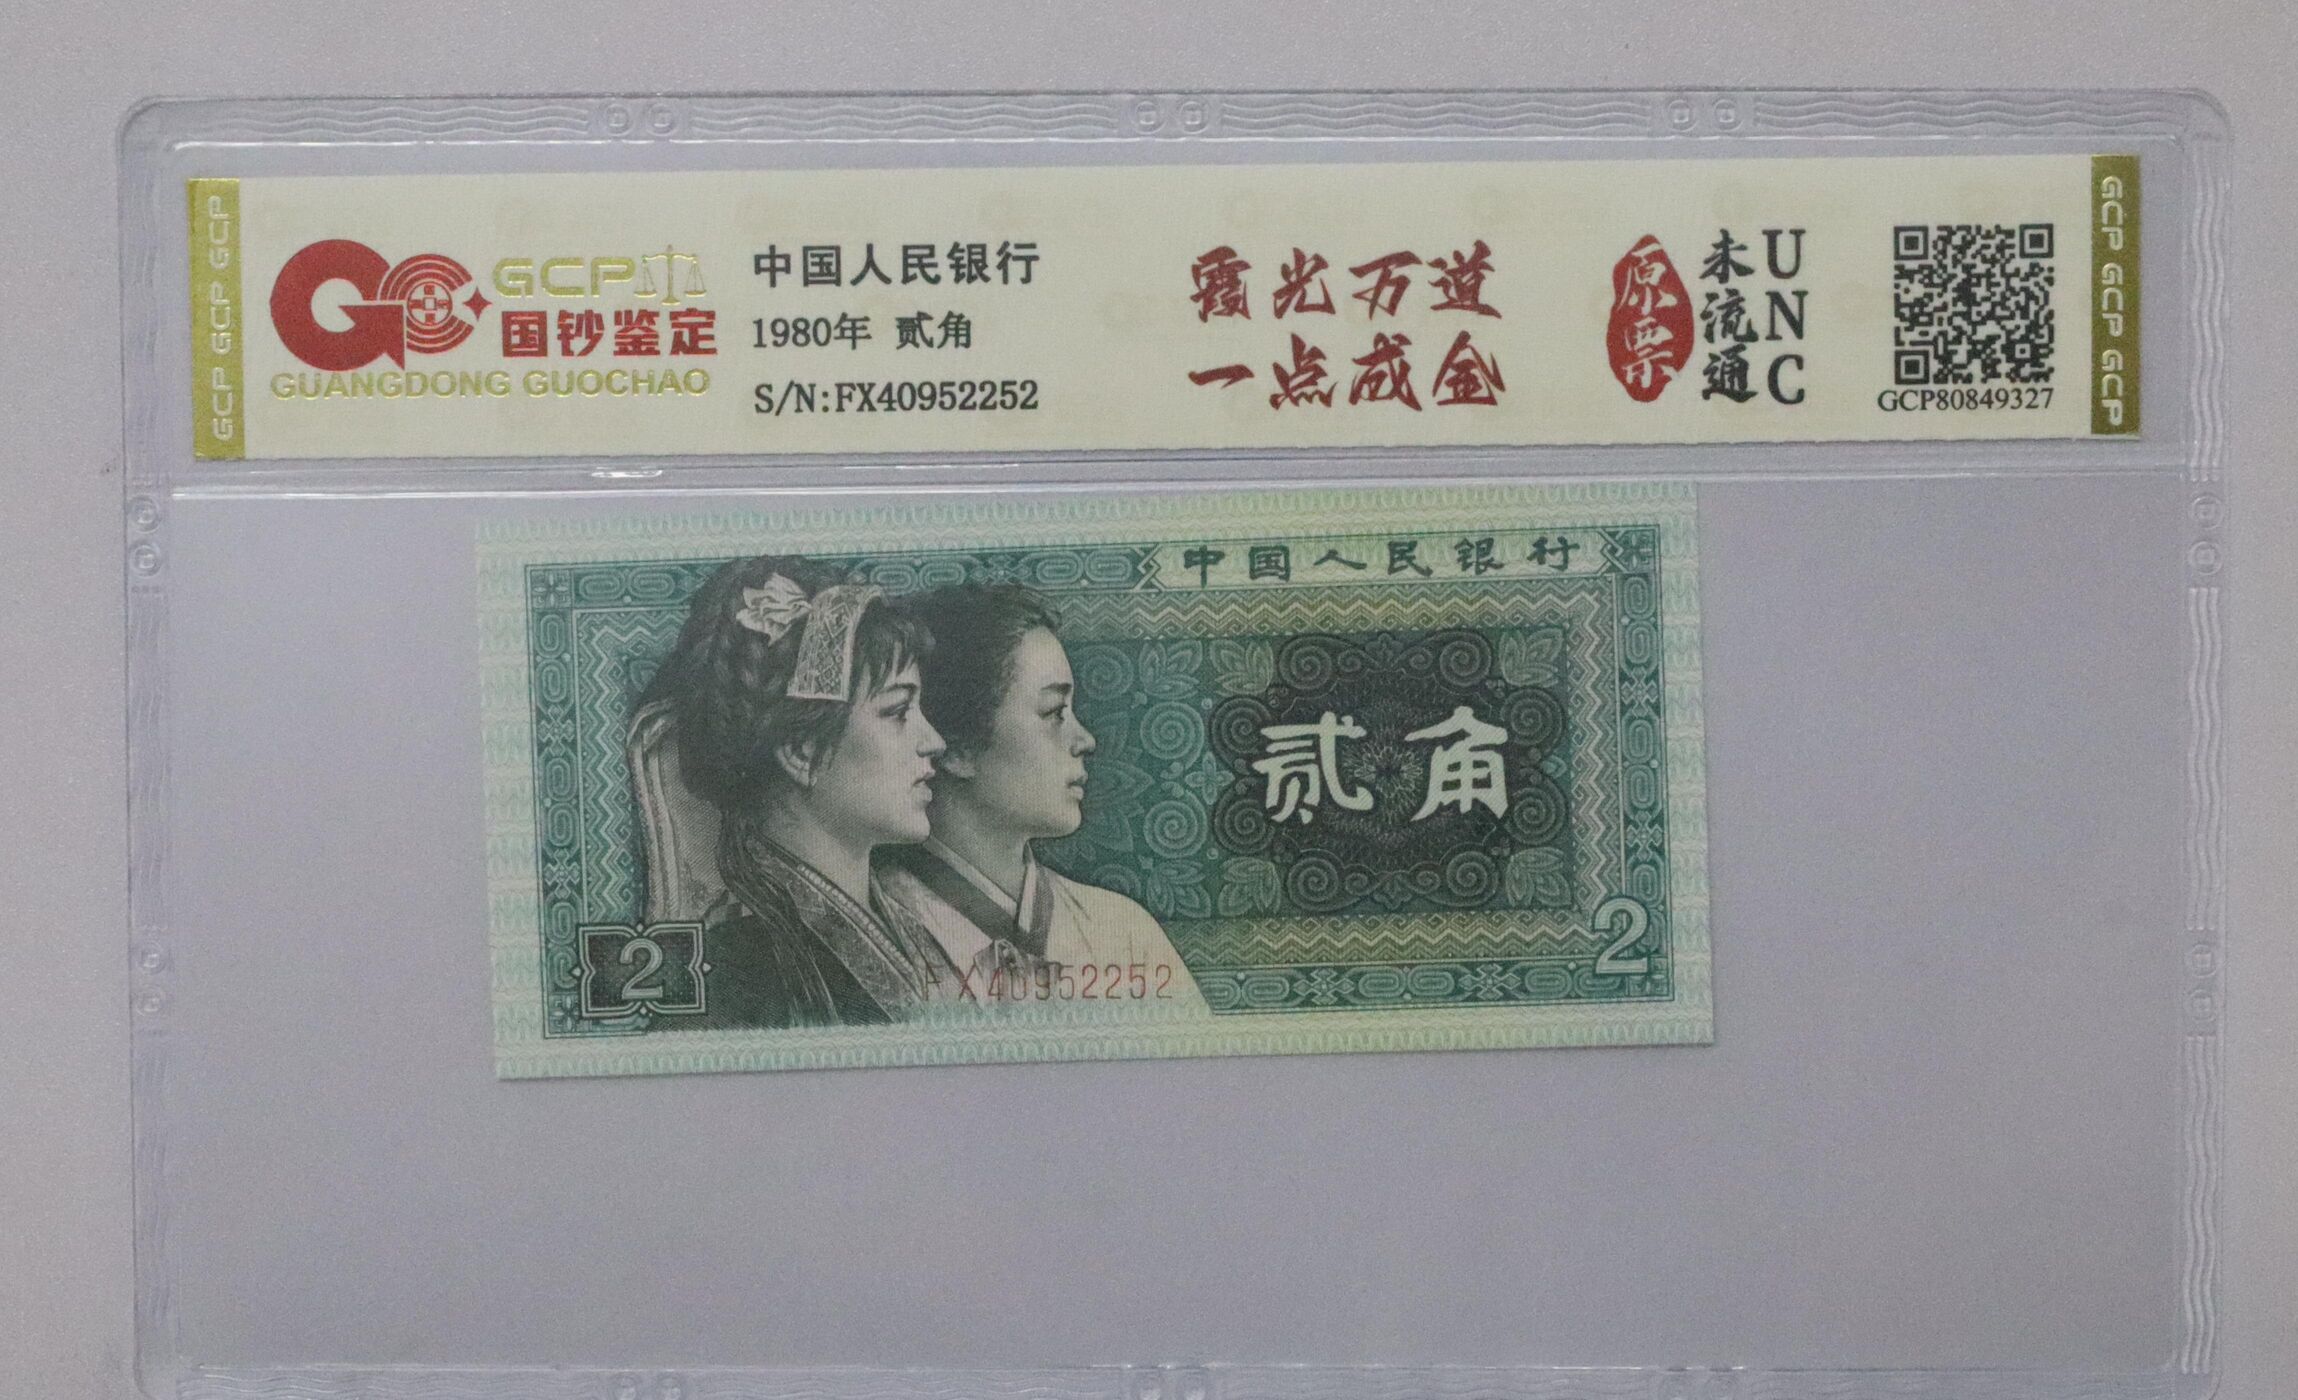 GCP GCP GCP
GCP
国钞鉴定
GUANGDONG GUOCHAO
中国人民银行
1980年 贰角
S/N:FX40952252
霞光万道
一点成金
原票
未流通
UNC
GCP80849327
GCP GCP GCP
中国人民银行
贰角
2
2
FX40952252